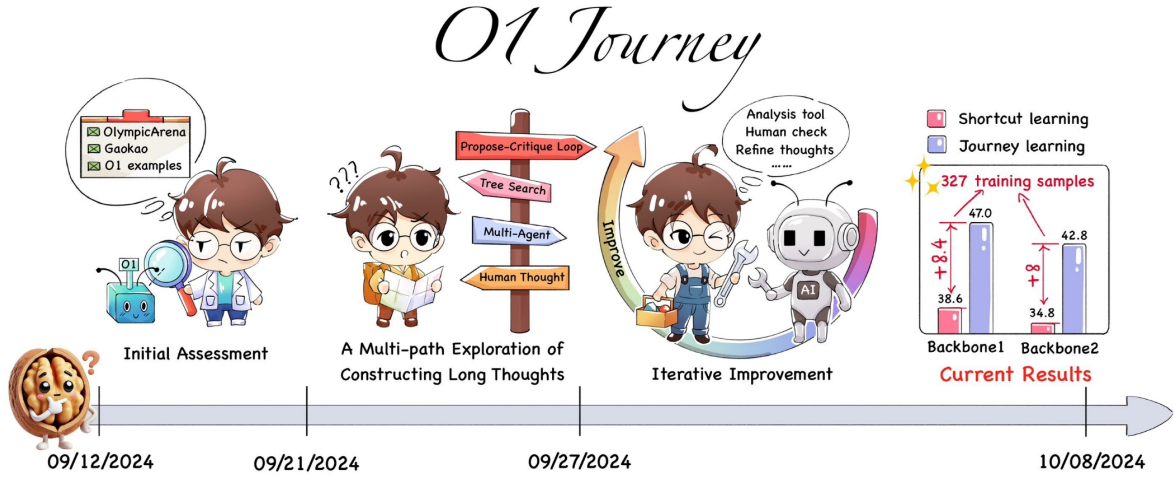 O1 Journey
OlympicArena
Gaokao
O1 examples
O1
Initial Assessment
???
Propose-Critique Loop
Tree Search
Multi-Agent
Human Thought
A Multi-path Exploration of
Constructing Long Thoughts
Improve
Analysis tool
Human check
Refine thoughts
... ...
AI
Iterative Improvement
Shortcut learning
Journey learning
327 training samples
47.0
+8.4
38.6
42.8
+8
34.8
Backbone1
Backbone2
Current Results
?
09/12/2024
09/21/2024
09/27/2024
10/08/2024